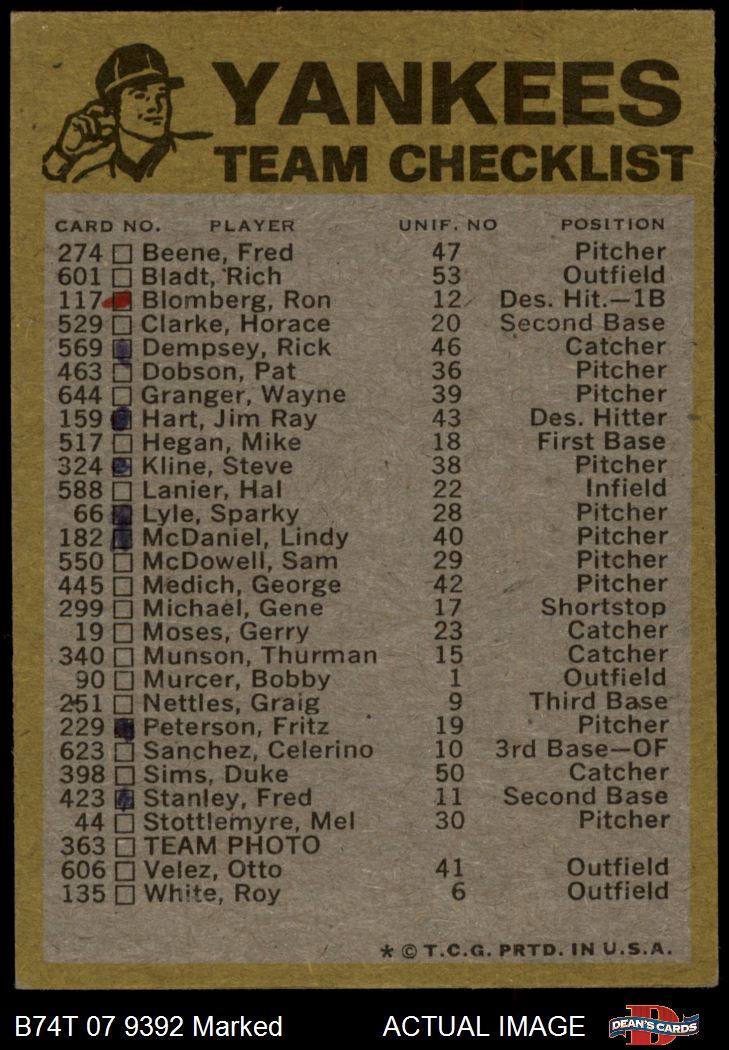 YANKEES
TEAM CHECKLIST
CARD NO. PLAYER UNIF. NO POSITION
274 Beene, Fred 47 Pitcher
601 Bladt, Rich 53 Outfield
117 Blomberg, Ron 12 Des. Hit.—1B
529 Clarke, Horace 20 Second Base
569 Dempsey, Rick 46 Catcher
463 Dobson, Pat 36 Pitcher
644 Granger, Wayne 39 Pitcher
159 Hart, Jim Ray 43 Des. Hitter
517 Hegan, Mike 18 First Base
324 Kline, Steve 38 Pitcher
588 Lanier, Hal 22 Infield
66 Lyle, Sparky 28 Pitcher
182 McDaniel, Lindy 40 Pitcher
550 McDowell, Sam 29 Pitcher
445 Medich, George 42 Pitcher
299 Michael, Gene 17 Shortstop
19 Moses, Gerry 23 Catcher
340 Munson, Thurman 15 Catcher
90 Murcer, Bobby 1 Outfield
251 Nettles, Graig 9 Third Base
229 Peterson, Fritz 19 Pitcher
623 Sanchez, Celerino 10 3rd Base—OF
398 Sims, Duke 50 Catcher
423 Stanley, Fred 11 Second Base
44 Stottlemyre, Mel 30 Pitcher
363 TEAM PHOTO
606 Velez, Otto 41 Outfield
135 White, Roy 6 Outfield
* © T.C.G. PRTD. IN U.S.A.
B74T 07 9392 Marked ACTUAL IMAGE DEAN'S CARDS